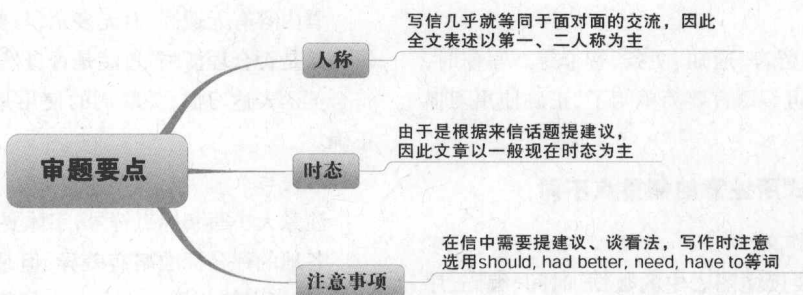 人称
写信几乎就等同于面对面的交流，因此
全文表述以第一、二人称为主
审题要点
时态
由于是根据来信话题提建议，
因此文章以一般现在时态为主
注意事项
在信中需要提建议、谈看法，写作时注意
选用should, had better, need, have to等词